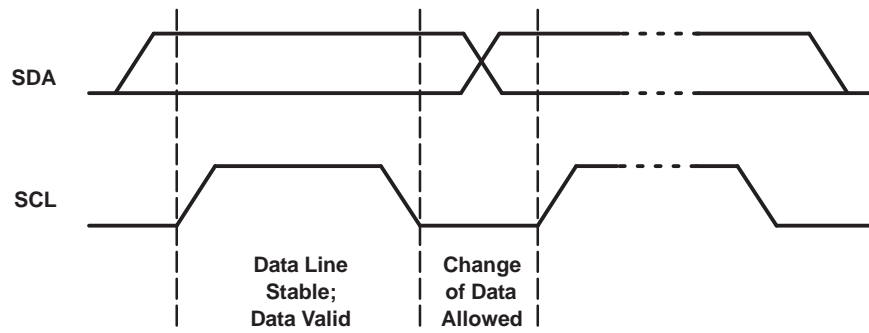 SDA
SCL
Data Line
Stable;
Data Valid
Change
of Data
Allowed